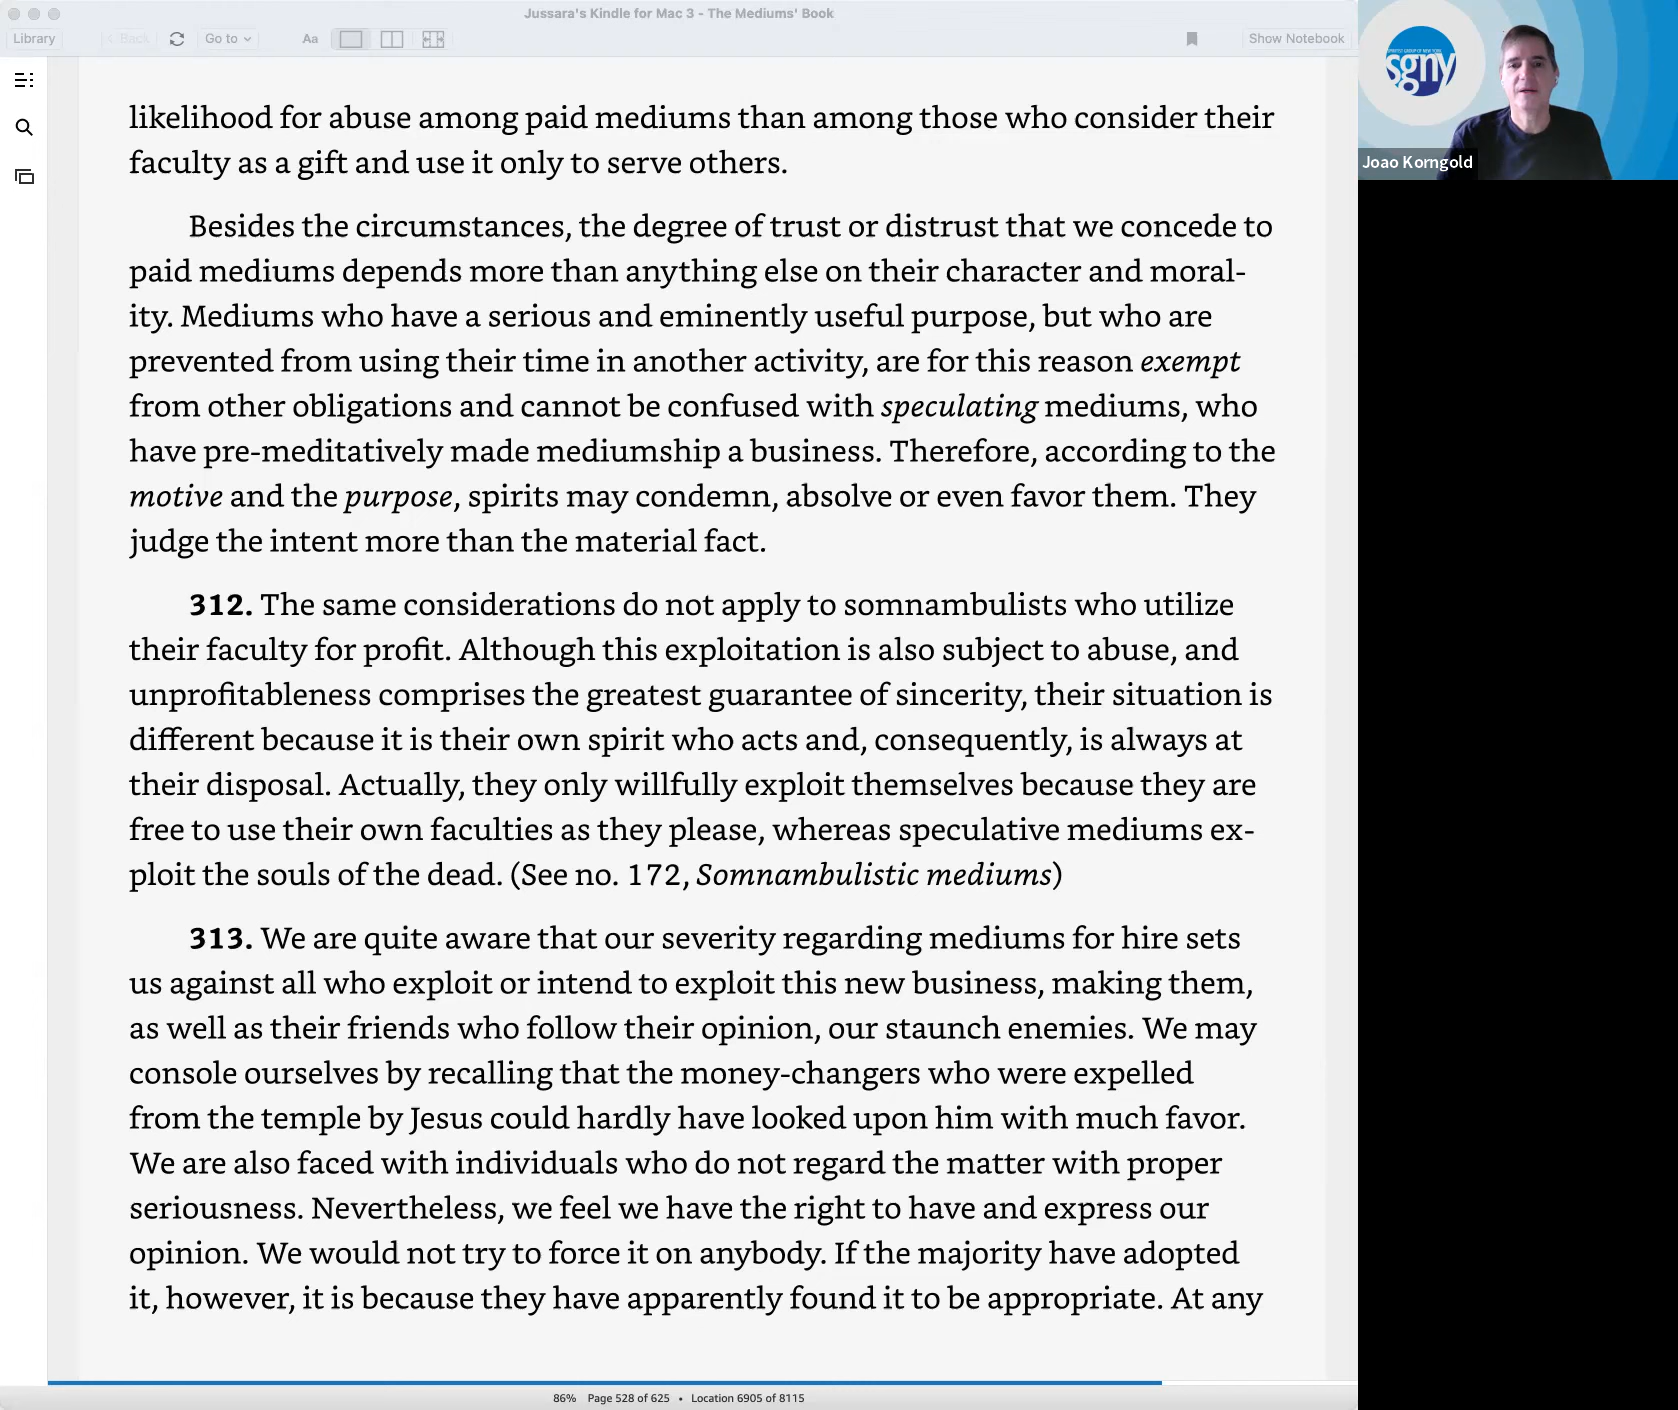 Jussara's Kindle for Mac 3 - The Mediums' Book
Library
Back
Go to
Aa
Show Notebook
likelihood for abuse among paid mediums than among those who consider their
faculty as a gift and use it only to serve others.
Besides the circumstances, the degree of trust or distrust that we concede to
paid mediums depends more than anything else on their character and moral-
ity. Mediums who have a serious and eminently useful purpose, but who are
prevented from using their time in another activity, are for this reason exempt
from other obligations and cannot be confused with speculating mediums, who
have pre-meditatively made mediumship a business. Therefore, according to the
motive and the purpose, spirits may condemn, absolve or even favor them. They
judge the intent more than the material fact.
312. The same considerations do not apply to somnambulists who utilize
their faculty for profit. Although this exploitation is also subject to abuse, and
unprofitableness comprises the greatest guarantee of sincerity, their situation is
different because it is their own spirit who acts and, consequently, is always at
their disposal. Actually, they only willfully exploit themselves because they are
free to use their own faculties as they please, whereas speculative mediums ex-
ploit the souls of the dead. (See no. 172, Somnambulistic mediums)
313. We are quite aware that our severity regarding mediums for hire sets
us against all who exploit or intend to exploit this new business, making them,
as well as their friends who follow their opinion, our staunch enemies. We may
console ourselves by recalling that the money-changers who were expelled
from the temple by Jesus could hardly have looked upon him with much favor.
We are also faced with individuals who do not regard the matter with proper
seriousness. Nevertheless, we feel we have the right to have and express our
opinion. We would not try to force it on anybody. If the majority have adopted
it, however, it is because they have apparently found it to be appropriate. At any
86% Page 528 of 625 • Location 6905 of 8115
sgny
Joao Korngold